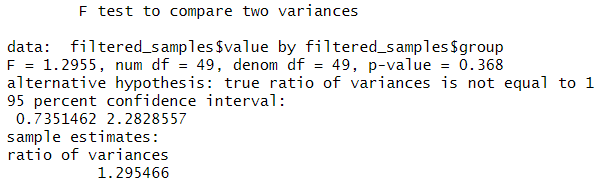 F test to compare two variances
data:  filtered_samples$value by filtered_samples$group
F = 1.2955, num df = 49, denom df = 49, p-value = 0.368
alternative hypothesis: true ratio of variances is not equal to 1
95 percent confidence interval:
0.7351462 2.2828557
sample estimates:
ratio of variances
1.295466